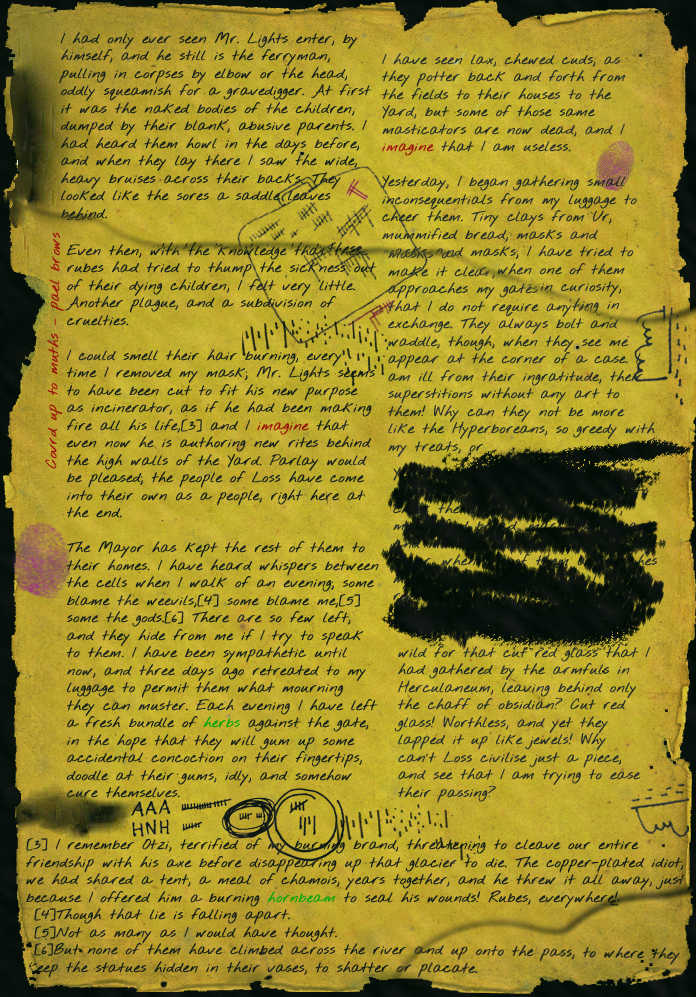 I had only ever seen Mr. Lights enter, by
himself, and he still is the ferryman,
pulling in corpses by elbow or the head,
oddly squeamish for a gravedigger. At first
it was the naked bodies of the children,
dumped by their blank, abusive parents. I
had heard them howl in the days before,
and when they lay there I saw the wide,
heavy bruises across their backs. They
looked like the sores a saddle leaves
behind.
Even then, with the knowledge that these
rubes had tried to thump the sickness out
of their dying children, I felt very little.
Another plague, and a subdivision of
cruelties.
I could smell their hair burning, every
time I removed my mask; Mr. Lights seems
to have been cut to fit his new purpose
as incinerator, as if he had been making
fire all his life,[3] and I imagine that
even now he is authoring new rites behind
the high walls of the Yard. Parlay would
be pleased, the people of Loss have come
into their own as a people, right here at
the end.
The Mayor has kept the rest of them to
their homes. I have heard whispers between
the cells when I walk of an evening; some
blame the weevils,[4] some blame me,[5]
some the gods.[6] There are so few left,
and they hide from me if I try to speak
to them. I have been sympathetic until
now, and three days ago retreated to my
luggage to permit them what mourning
they can muster. Each evening I have left
a fresh bundle of herbs against the gate,
in the hope that they will gum up some
accidental concoction on their fingertips,
doodle at their gums, idly, and somehow
cure themselves.
I have seen lax, chewed cuds, as
they potter back and forth from
the fields to their houses to the
Yard, but some of those same
masticators are now dead, and I
imagine that I am useless.
Yesterday, I began gathering small
inconsequentials from my luggage to
cheer them. Tiny clays from Ur,
mummified bread, masks and
masks and masks, I have tried to
make it clear, when one of them
approaches my gates in curiosity,
that I do not require anyting in
exchange. They always bolt and
waddle, though, when they see me
appear at the corner of a case. I
am ill from their ingratitude, their
superstitions without any art to
them! Why can they not be more
like the Hyperboreans, so greedy with
my treats, or
wild for that cut red glass that I
had gathered by the armfuls in
Herculaneum, leaving behind only
the chaff of obsidian? Cut red
glass! Worthless, and yet they
lapped it up like jewels! Why
can't Loss civilise just a piece,
and see that I am trying to ease
their passing?
Covrd up to muths - pael brows
AAA
HNH
[3] I remember Otzi, terrified of my burning brand, threatening to cleave our entire
friendship with his axe before disappearing up that glacier to die. The copper-plated idiot,
we had shared a tent, a meal of chamois, years together, and he threw it all away, just
because I offered him a burning hornbeam to seal his wounds! Rubes, everywhere!
[4]Though that lie is falling apart.
[5]Not as many as I would have thought.
[6]But none of them have climbed across the river and up onto the pass, to where they
keep the statues hidden in their vases, to shatter or placate.